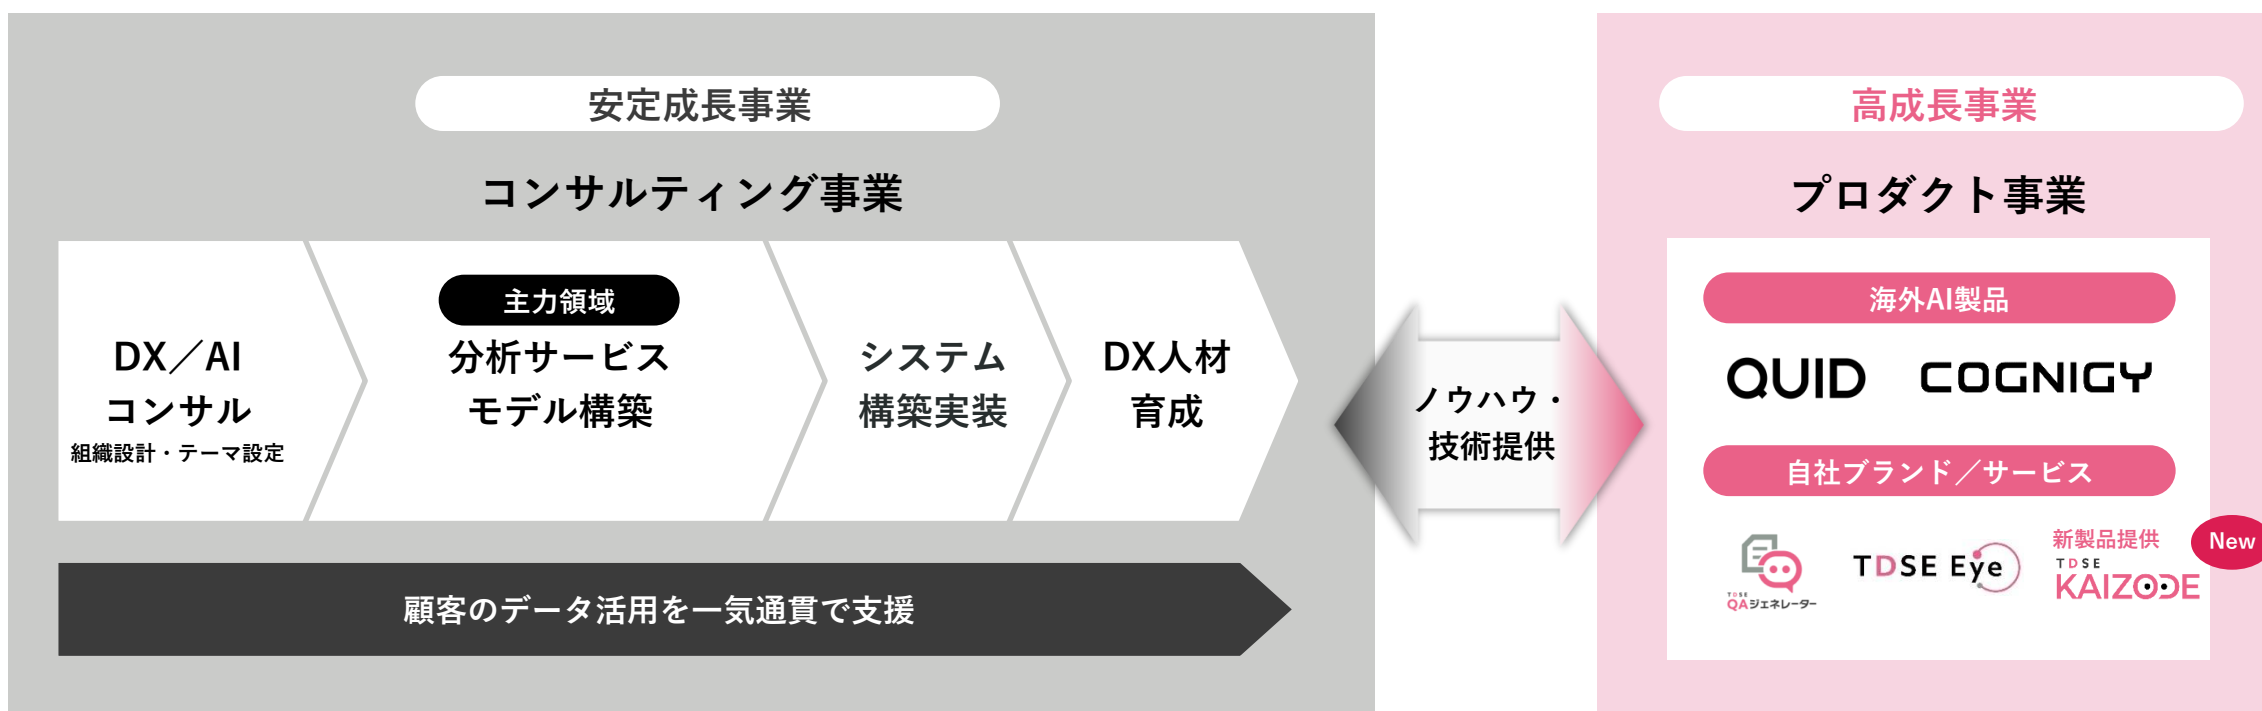 安定成長事業
コンサルティング事業
DX／AI
コンサル
組織設計・テーマ設定
主力領域
分析サービス
モデル構築
システム
構築実装
DX人材
育成
顧客のデータ活用を一気通貫で支援
ノウハウ・
技術提供
高成長事業
プロダクト事業
海外AI製品
QUID COGNIGY
自社ブランド／サービス
TDSE
QAジェネレーター
TDSE Eye
新製品提供
TDSE
KAIZODE
New